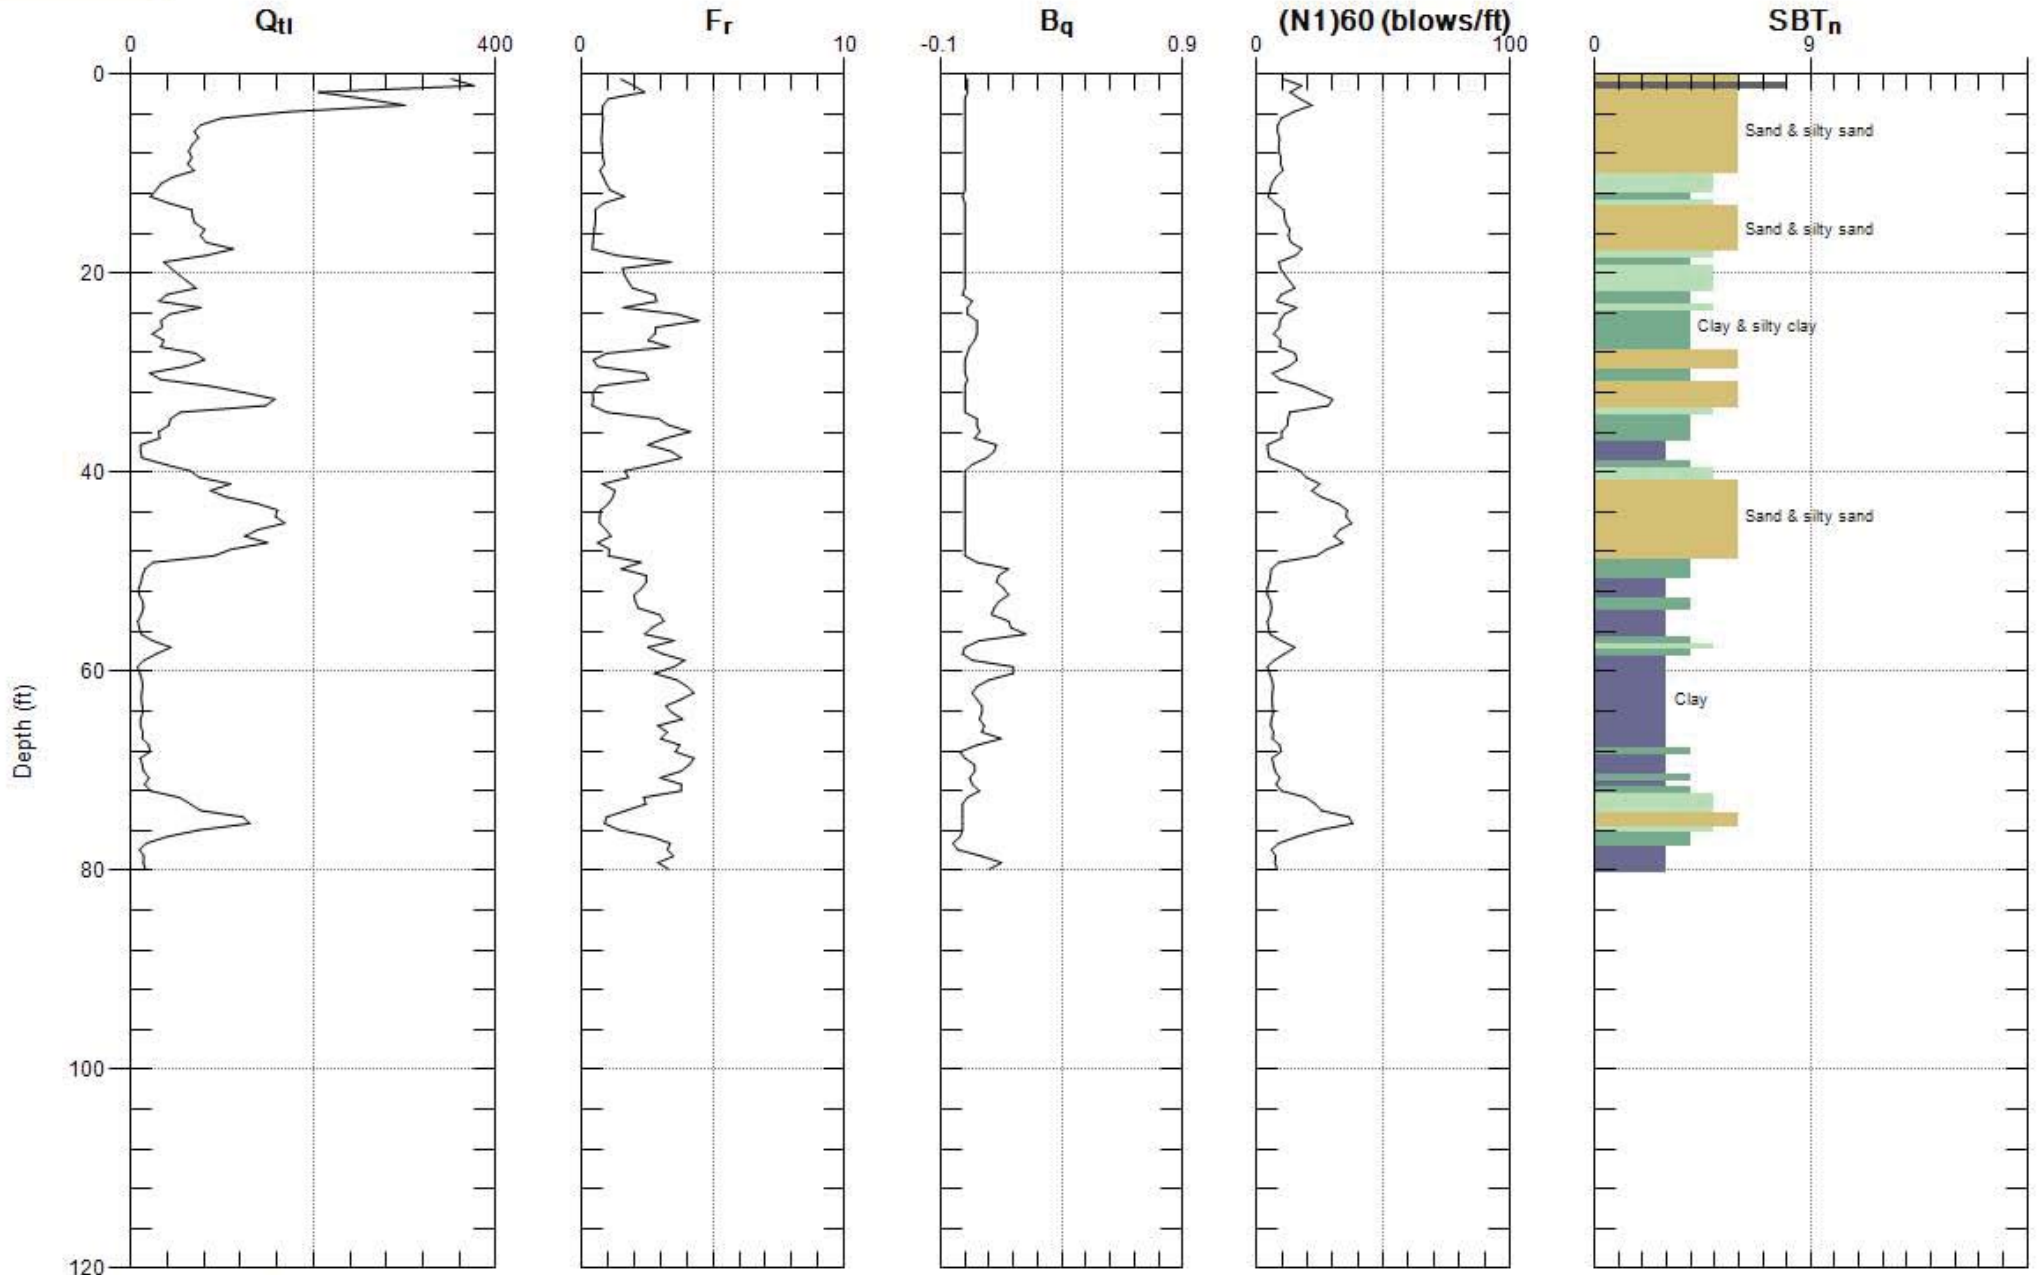 Qtl Fr Bq (N1)60 (blows/ft) SBTn
0 400 0 10 -0.1 0.9 0 100 0 9
0
Sand & silty sand
Sand & silty sand
20
Clay & silty clay
40
Sand & silty sand
60
Clay
Depth (ft)
80
100
120